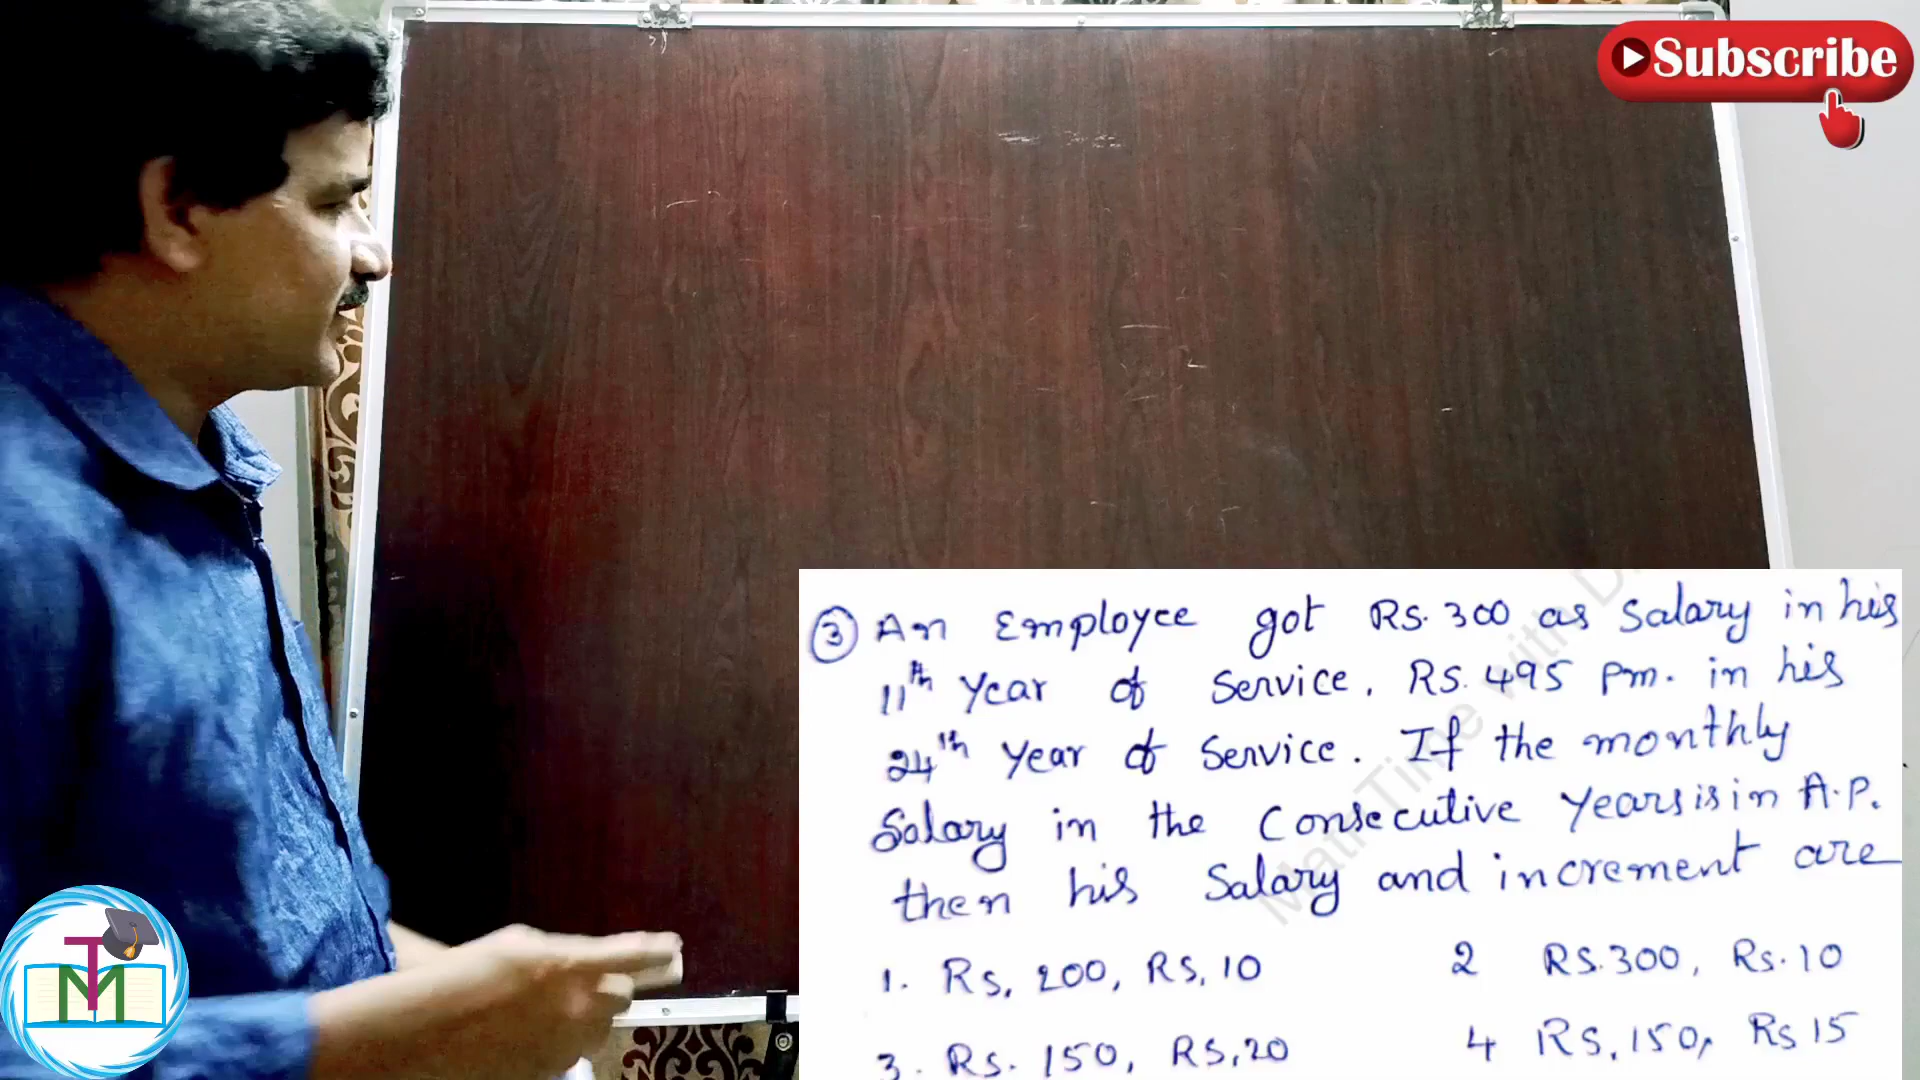 Subscribe
3 An Employee got Rs. 300 as Salary in his
11th Year of Service. Rs. 495 pm. in his
24th Year of Service. If the monthly
Salary in the Consecutive Years is in A.P.
then his Salary and increment are
1. Rs, 200, Rs, 10
2 Rs. 300, Rs. 10
3. Rs. 150, Rs, 20
4 Rs, 150, Rs 15
MathTime with
TM